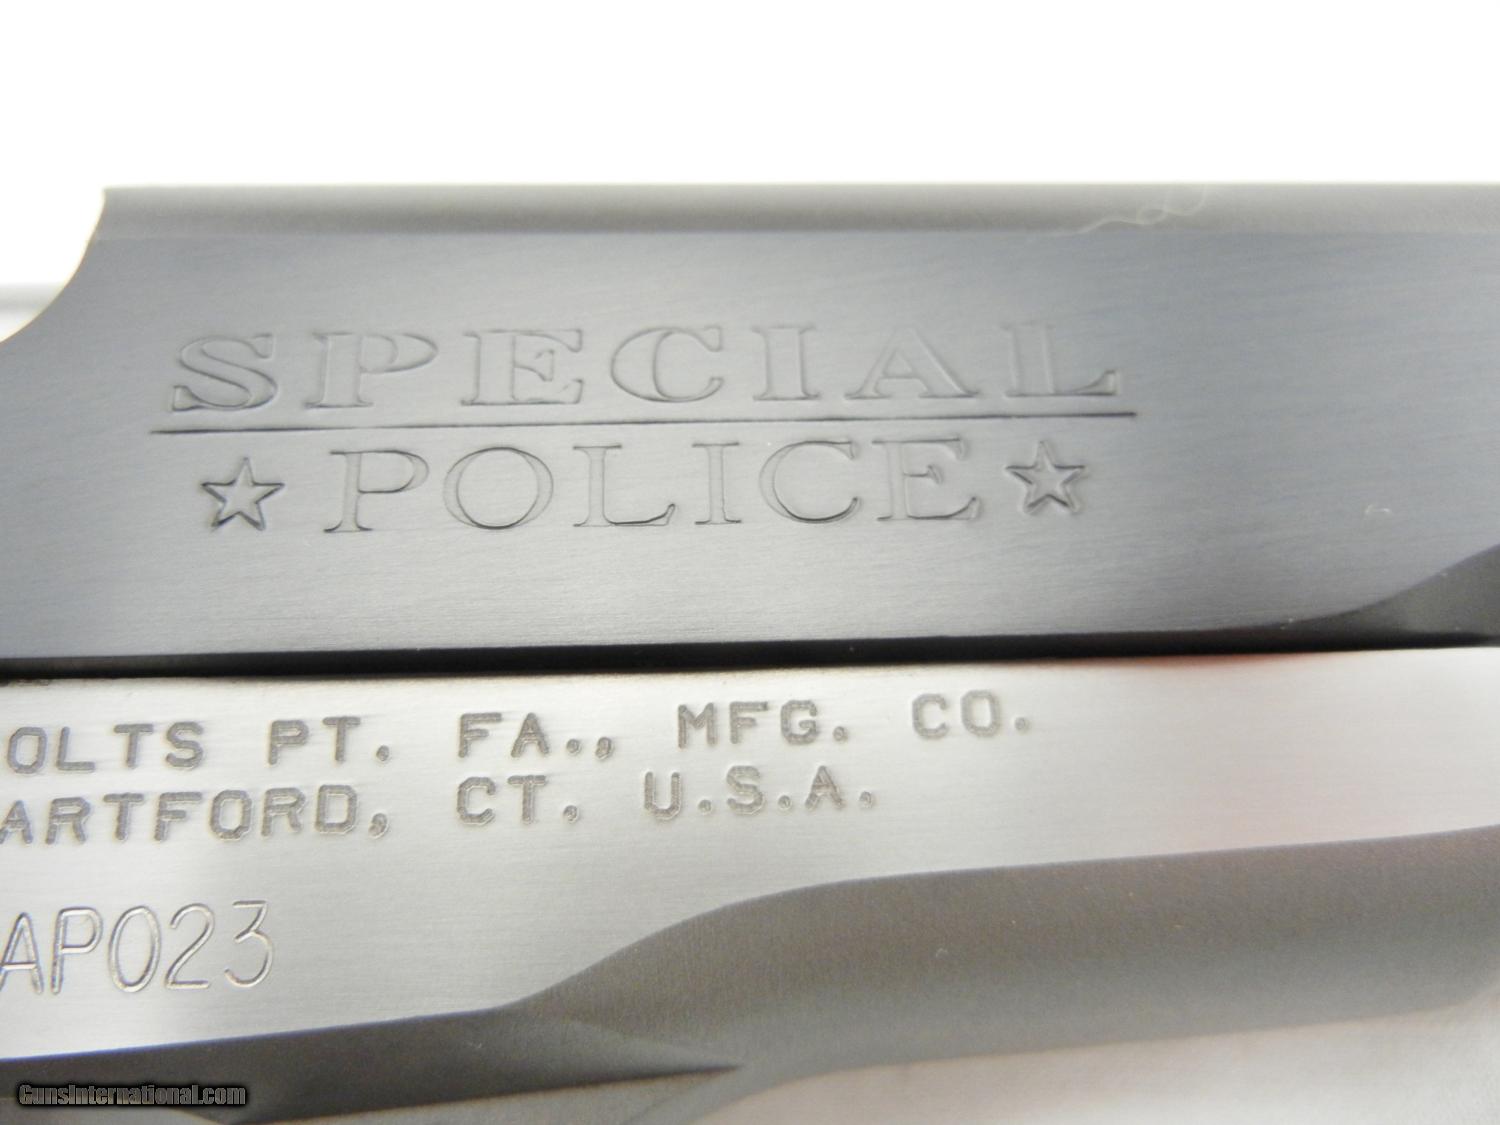 SPECIAL
★ POLICE ★
OLTS PT. FA., MFG. CO.
ARTFORD, CT. U.S.A.
AP023
GunsInternational.com